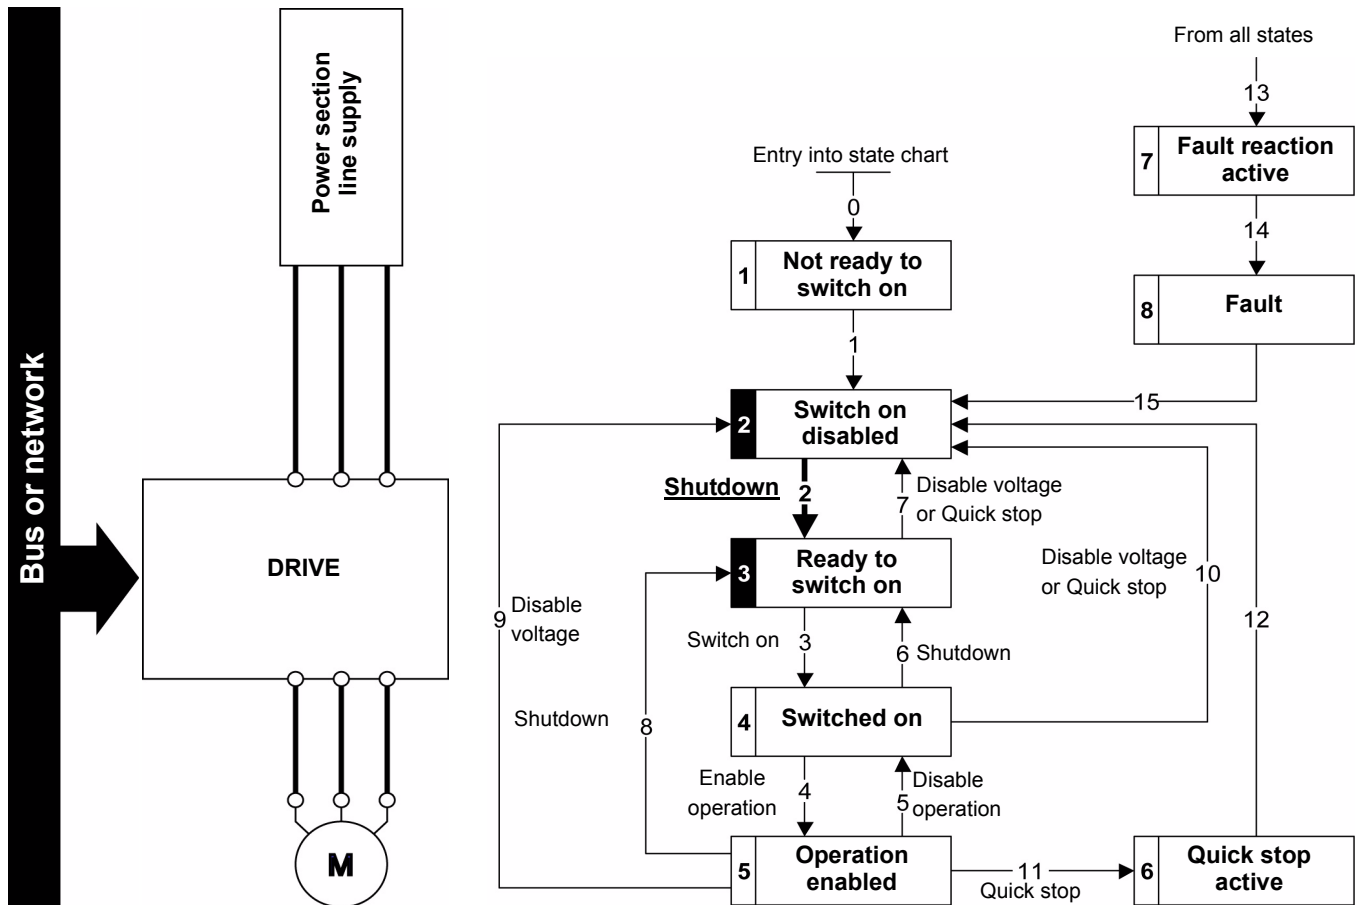 Bus or network
Power section
line supply
DRIVE
M
From all states
13
7
Fault reaction
active
14
8
Fault
15
Entry into state chart
0
1
Not ready to
switch on
1
2
Switch on
disabled
Shutdown
2
7
Disable voltage
or Quick stop
3
Ready to
switch on
Disable voltage
or Quick stop
10
12
9
Disable
voltage
Switch on
3
6
Shutdown
Shutdown
8
4
Switched on
Enable
operation
4
5
Disable
operation
5
Operation
enabled
11
Quick stop
6
Quick stop
active